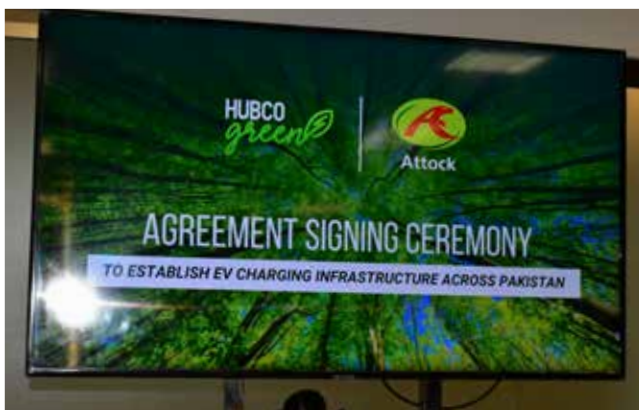 HUBCO
green
Attock
AGREEMENT SIGNING CEREMONY
TO ESTABLISH EV CHARGING INFRASTRUCTURE ACROSS PAKISTAN